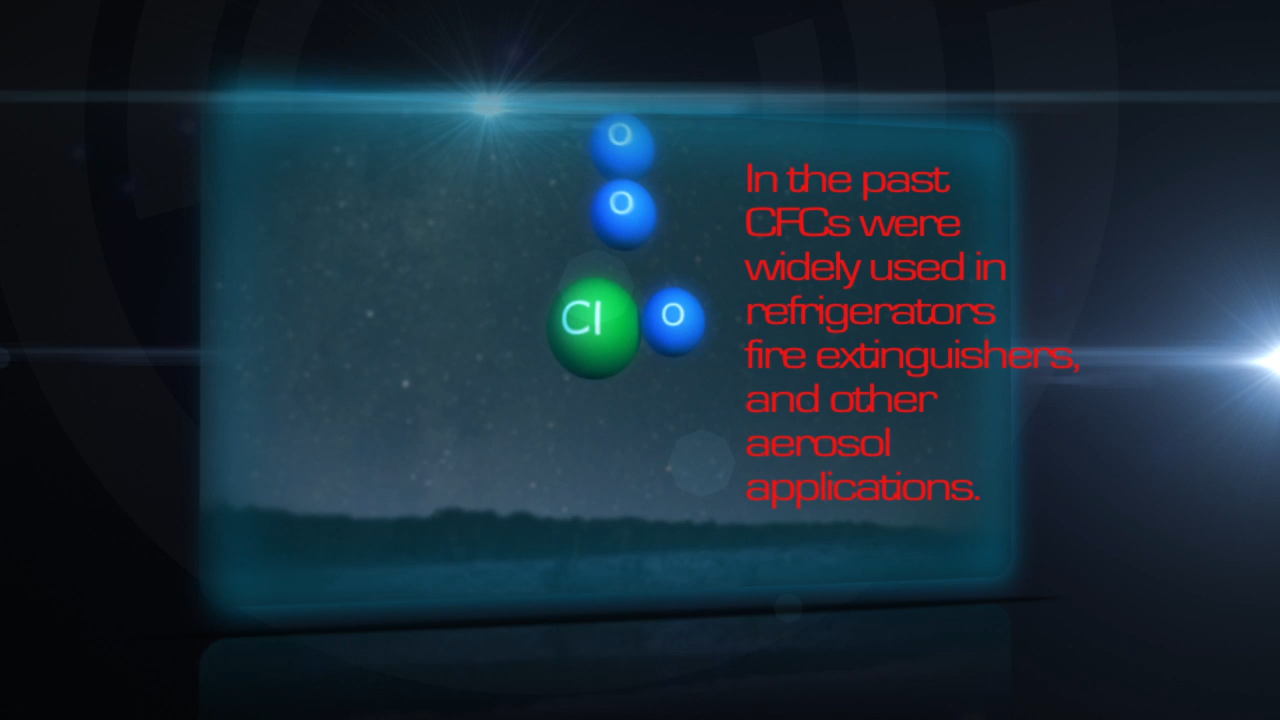 O
O
Cl
O
In the past
CFCs were
widely used in
refrigerators
fire extinguishers,
and other
aerosol
applications.